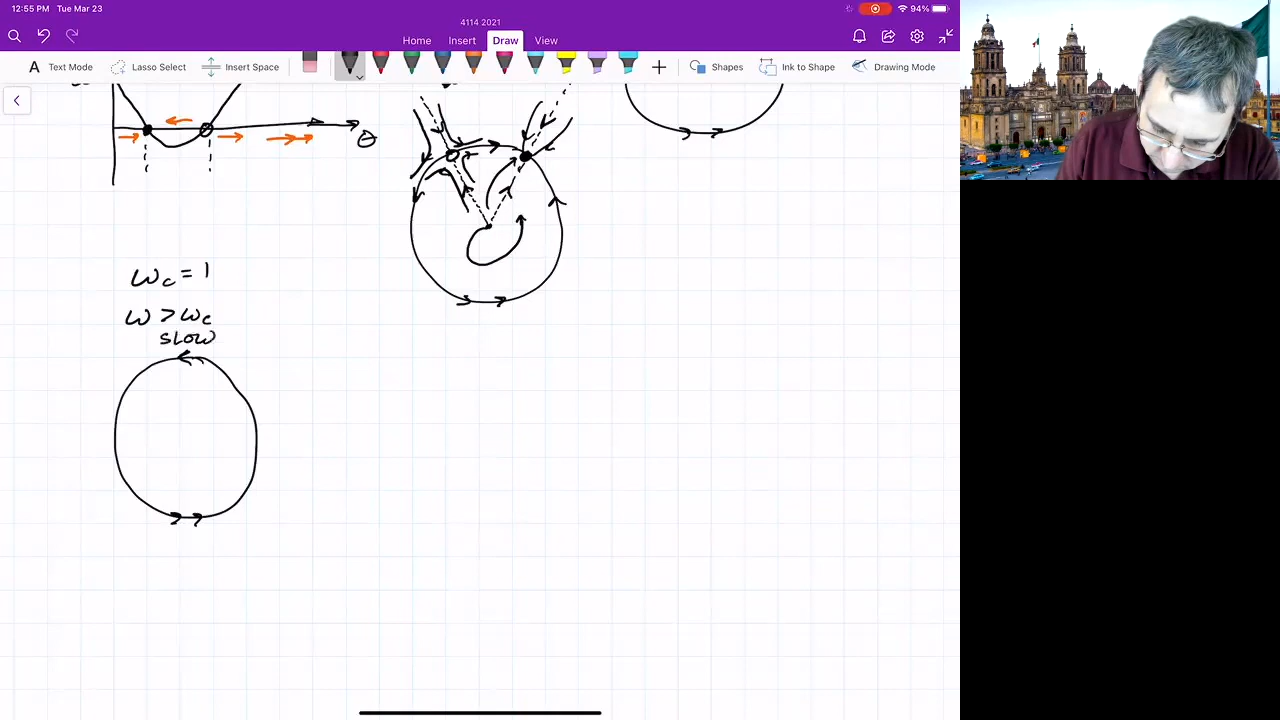 12:55 PM Tue Mar 23
94%
4114 2021
Home Insert Draw View
Text Mode Lasso Select Insert Space Shapes Ink to Shape Drawing Mode
θ
ω_c = 1
ω > ω_c
SLOW